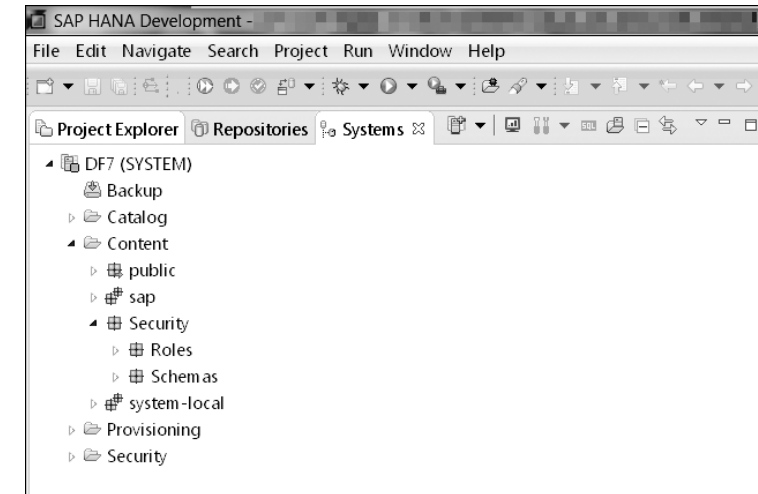 SAP HANA Development -
File Edit Navigate Search Project Run Window Help
Project Explorer Repositories Systems
DF7 (SYSTEM)
Backup
Catalog
Content
public
sap
Security
Roles
Schemas
system-local
Provisioning
Security